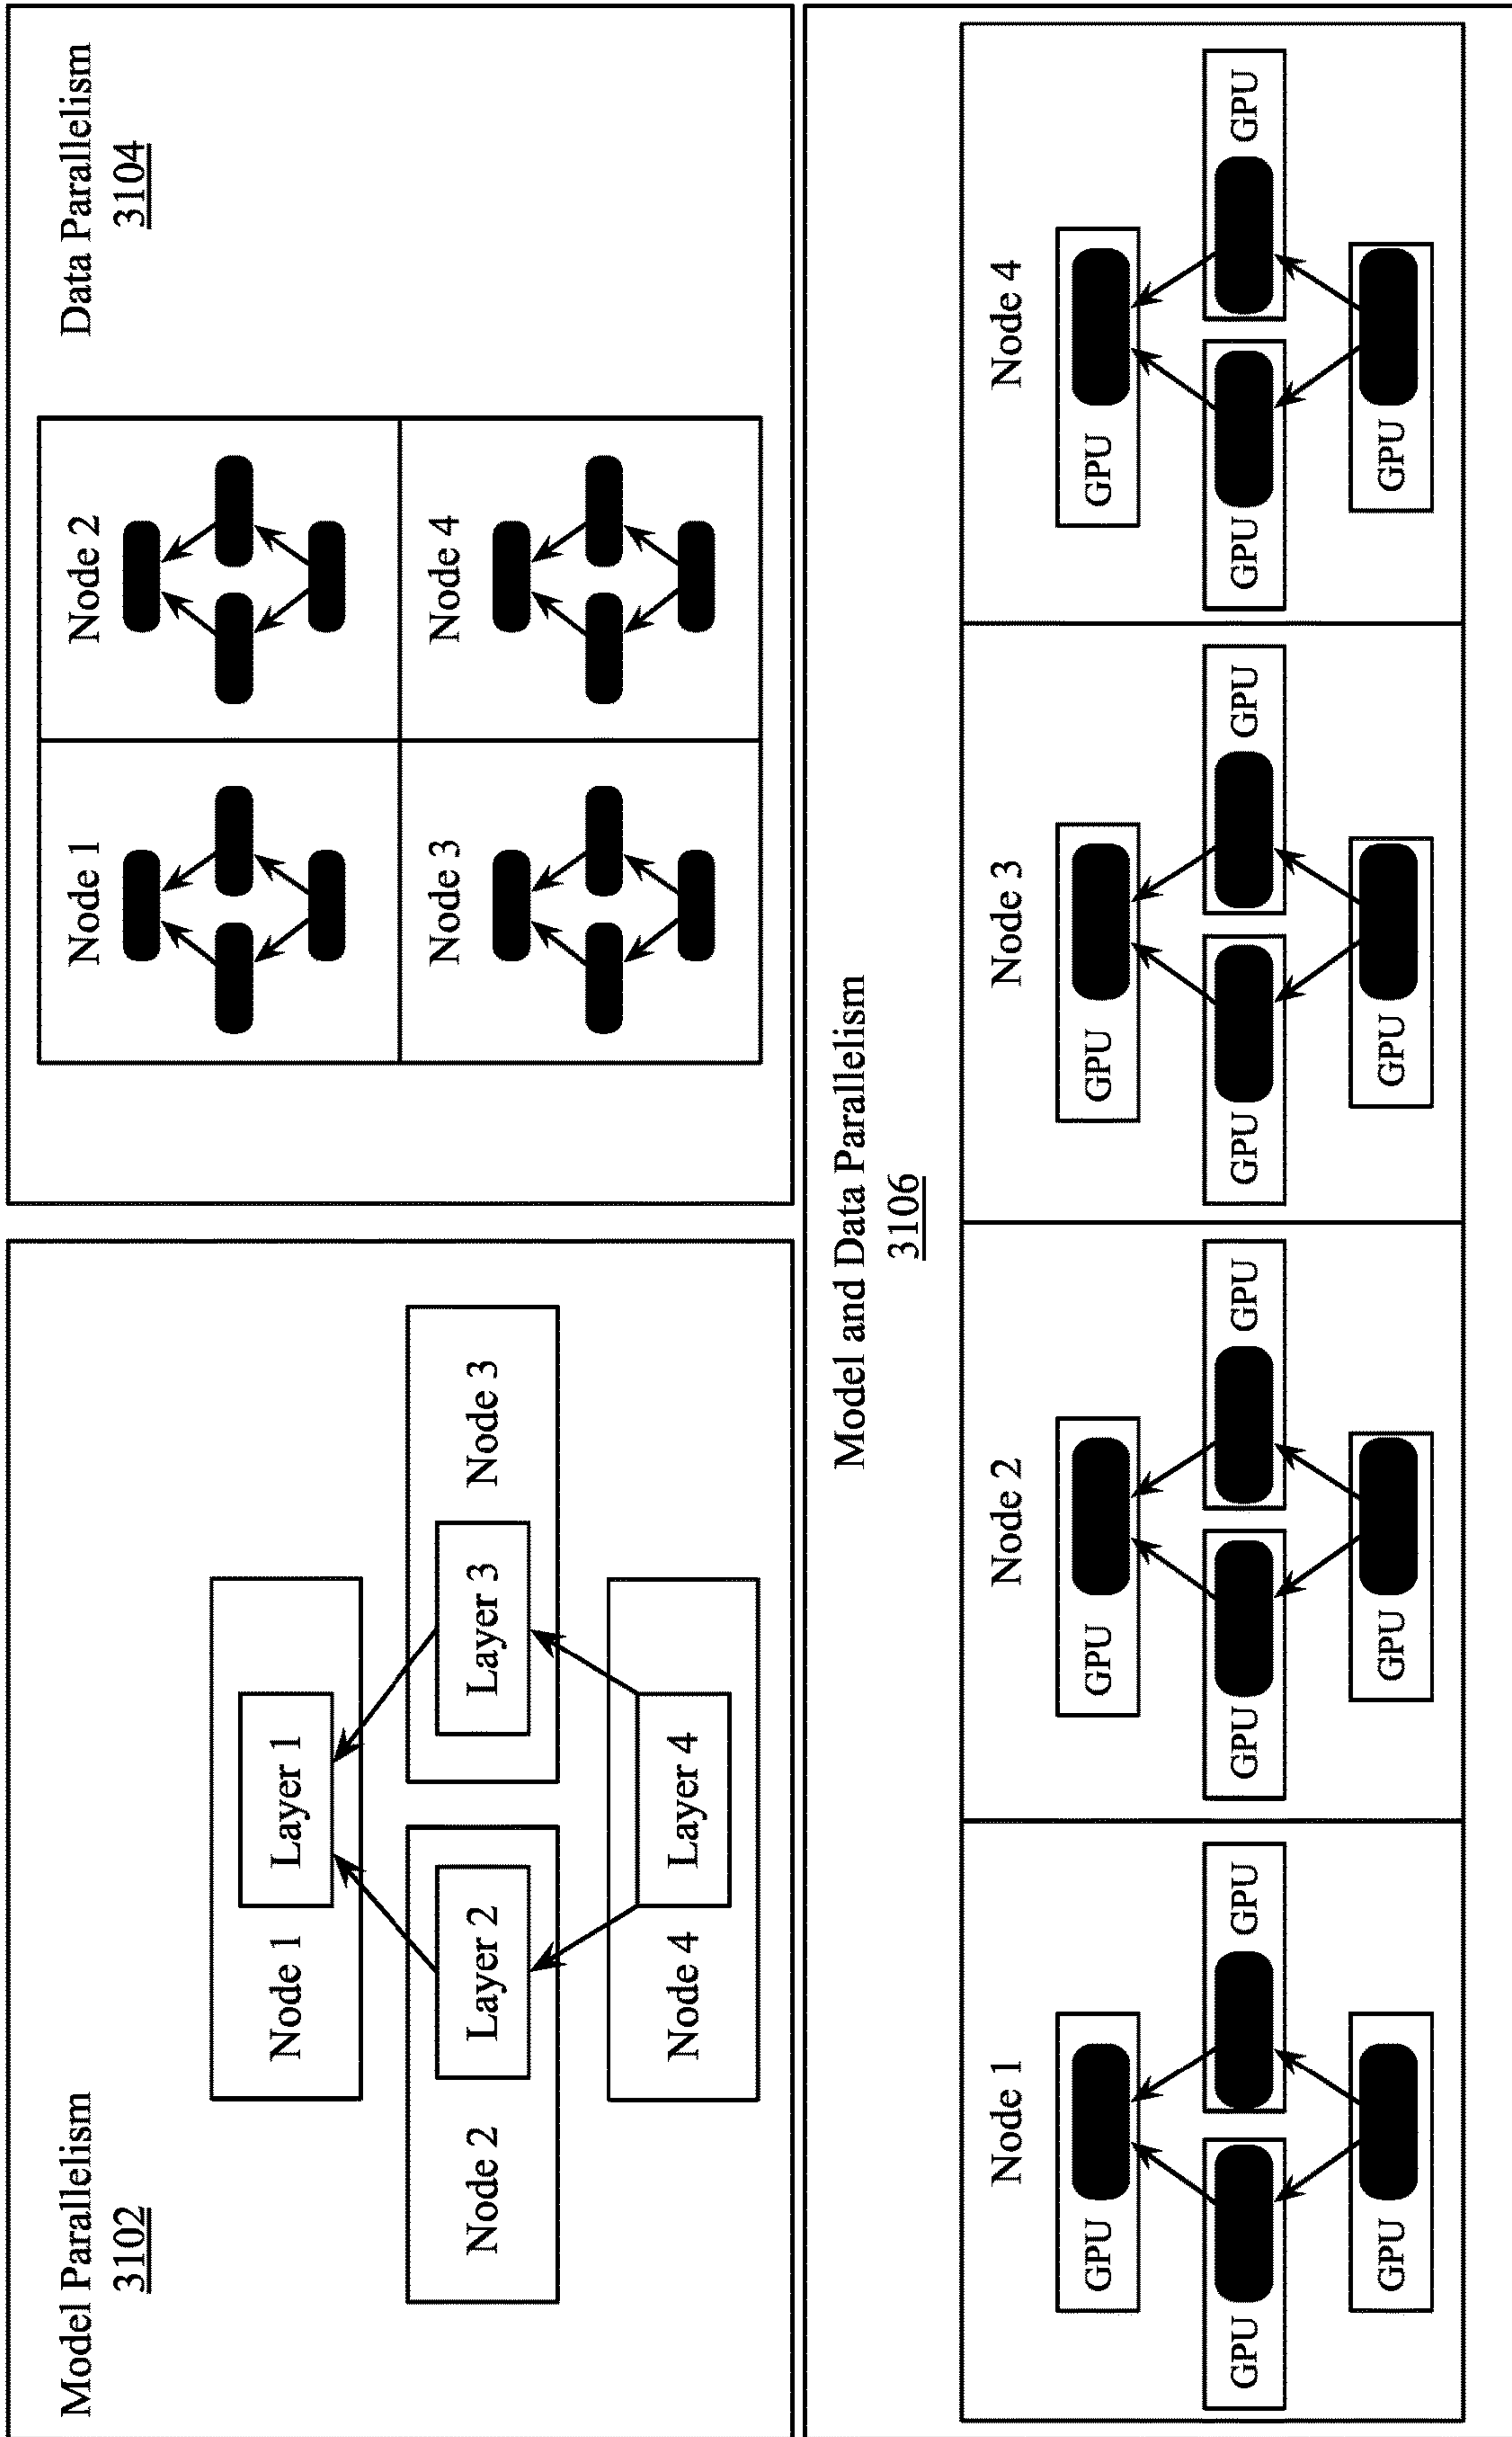 Model Parallelism
3102
Node 1
Layer 1
Node 2
Layer 2
Layer 3
Node 3
Node 4
Layer 4
Data Parallelism
3104
Node 1
Node 2
Node 3
Node 4
Model and Data Parallelism
3106
Node 1
GPU
GPU
GPU
GPU
Node 2
GPU
GPU
GPU
GPU
Node 3
GPU
GPU
GPU
GPU
Node 4
GPU
GPU
GPU
GPU